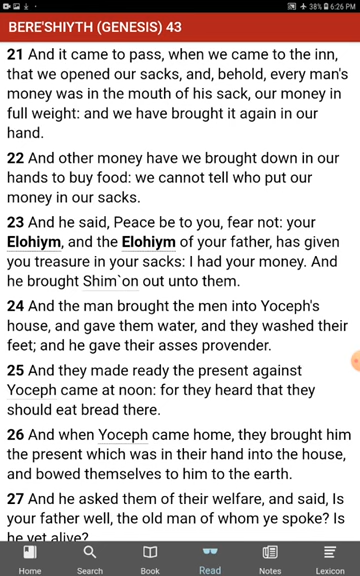 38% 6:26 PM
BERE'SHIYTH (GENESIS) 43
21 And it came to pass, when we came to the inn,
that we opened our sacks, and, behold, every man's
money was in the mouth of his sack, our money in
full weight: and we have brought it again in our
hand.
22 And other money have we brought down in our
hands to buy food: we cannot tell who put our
money in our sacks.
23 And he said, Peace be to you, fear not: your
Elohiym, and the Elohiym of your father, has given
you treasure in your sacks: I had your money. And
he brought Shim`on out unto them.
24 And the man brought the men into Yoceph's
house, and gave them water, and they washed their
feet; and he gave their asses provender.
25 And they made ready the present against
Yoceph came at noon: for they heard that they
should eat bread there.
26 And when Yoceph came home, they brought him
the present which was in their hand into the house,
and bowed themselves to him to the earth.
27 And he asked them of their welfare, and said, Is
your father well, the old man of whom ye spoke? Is
he yet alive?
Home Search Book Read Notes Lexicon